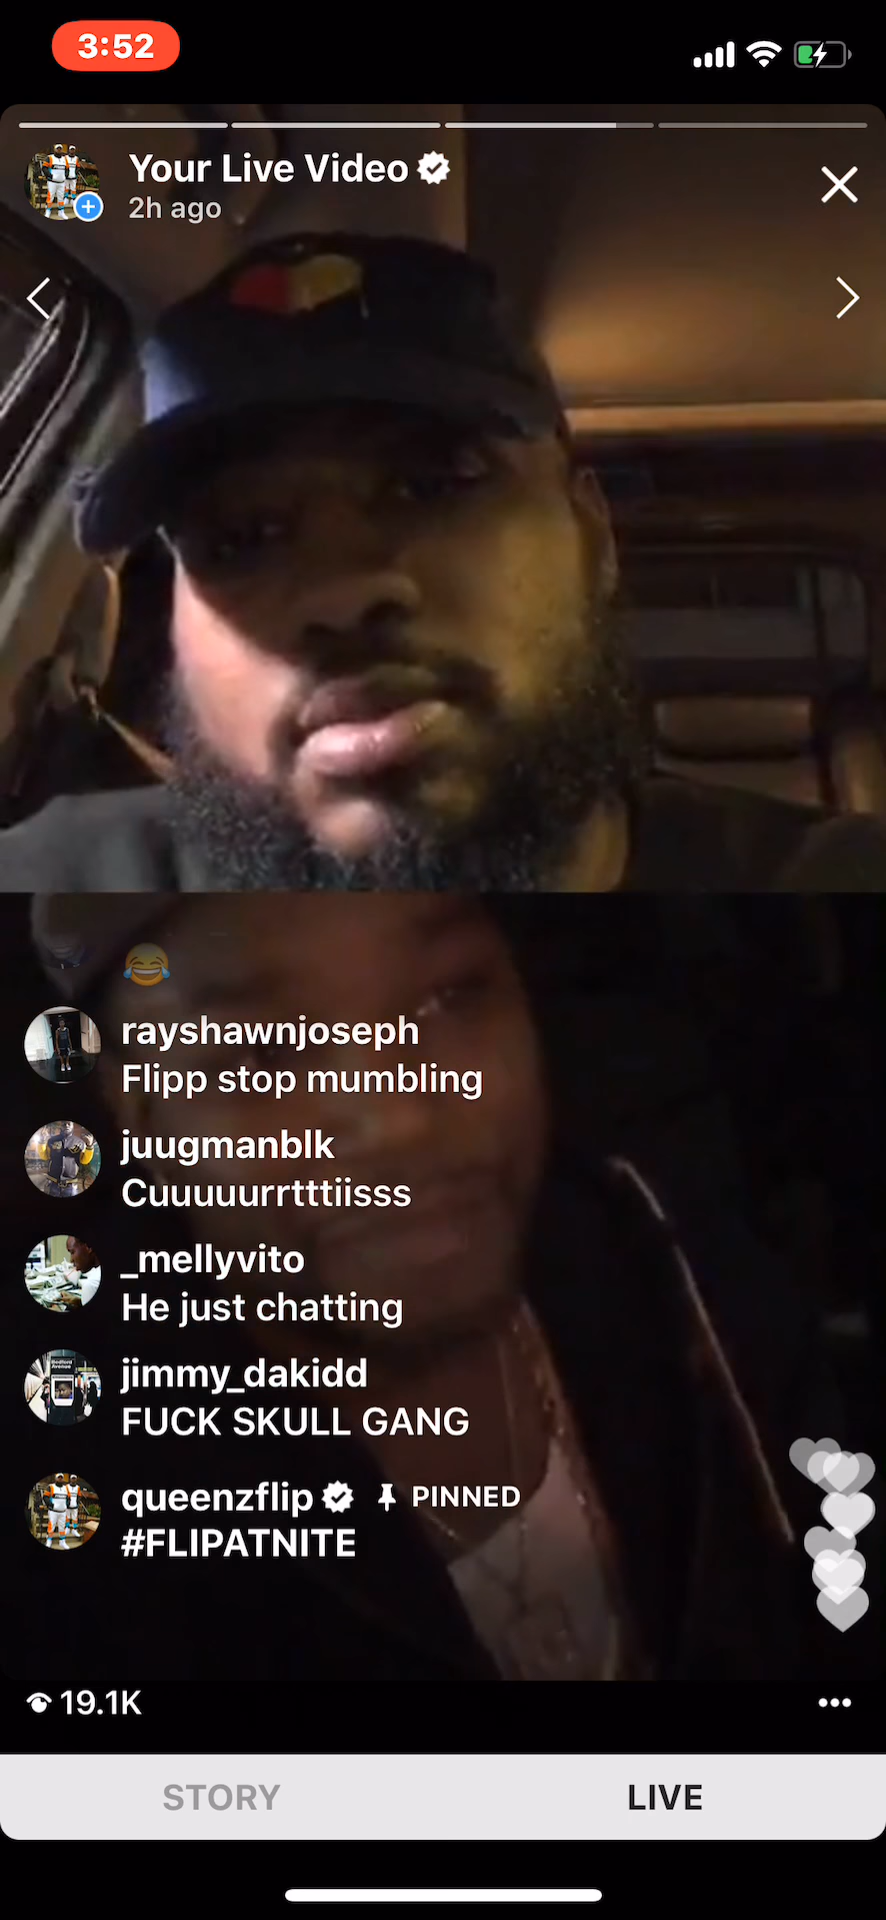 3:52
Your Live Video
2h ago
😂
rayshawnjoseph
Flipp stop mumbling
juugmanblk
Cuuuuurrtttiisss
_mellyvito
He just chatting
jimmy_dakidd
FUCK SKULL GANG
queenzflip PINNED
#FLIPATNITE
19.1K
STORY LIVE